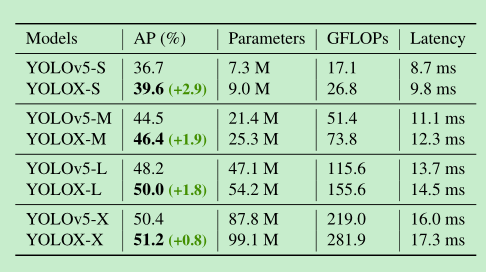 Models AP (%) Parameters GFLOPs Latency
YOLOv5-S 36.7 7.3 M 17.1 8.7 ms
YOLOX-S 39.6 (+2.9) 9.0 M 26.8 9.8 ms
YOLOv5-M 44.5 21.4 M 51.4 11.1 ms
YOLOX-M 46.4 (+1.9) 25.3 M 73.8 12.3 ms
YOLOv5-L 48.2 47.1 M 115.6 13.7 ms
YOLOX-L 50.0 (+1.8) 54.2 M 155.6 14.5 ms
YOLOv5-X 50.4 87.8 M 219.0 16.0 ms
YOLOX-X 51.2 (+0.8) 99.1 M 281.9 17.3 ms